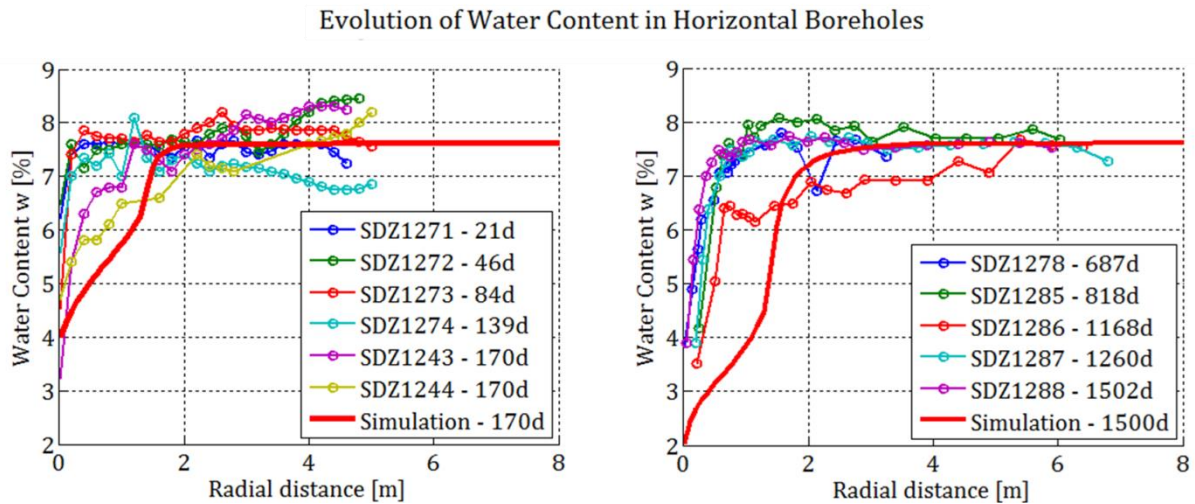 Evolution of Water Content in Horizontal Boreholes
9
8
7
6
5
4
3
2
Water Content w [%]
0 2 4 6 8
Radial distance [m]
SDZ1271 - 21d
SDZ1272 - 46d
SDZ1273 - 84d
SDZ1274 - 139d
SDZ1243 - 170d
SDZ1244 - 170d
Simulation - 170d
9
8
7
6
5
4
3
2
Water Content w [%]
0 2 4 6 8
Radial distance [m]
SDZ1278 - 687d
SDZ1285 - 818d
SDZ1286 - 1168d
SDZ1287 - 1260d
SDZ1288 - 1502d
Simulation - 1500d